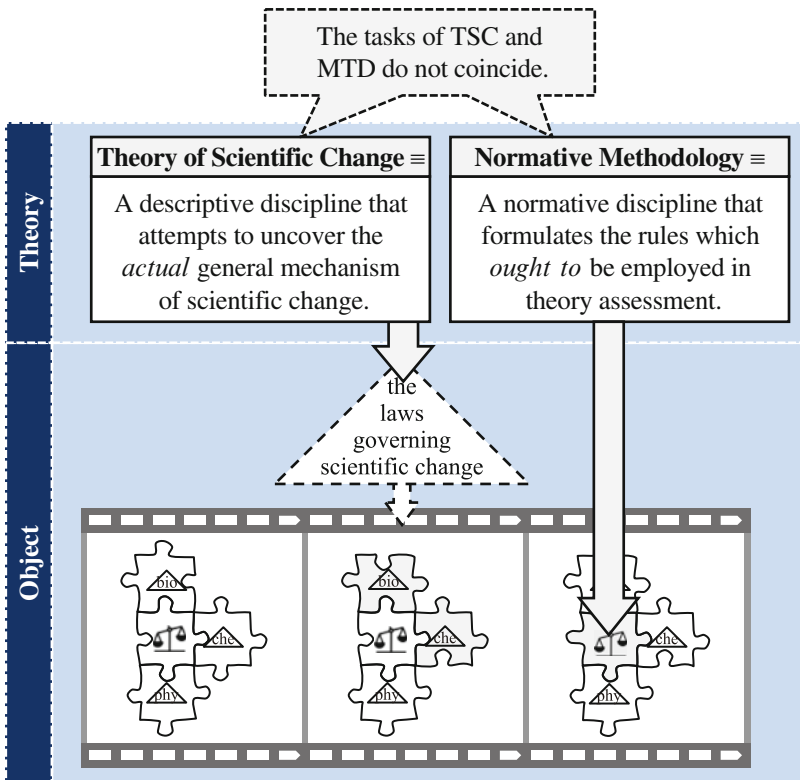 The tasks of TSC and
MTD do not coincide.
Theory
Theory of Scientific Change ≡
A descriptive discipline that
attempts to uncover the
actual general mechanism
of scientific change.
Normative Methodology ≡
A normative discipline that
formulates the rules which
ought to be employed in
theory assessment.
Object
the
laws
governing
scientific change
bio
che
phy
bio
che
phy
che
phy